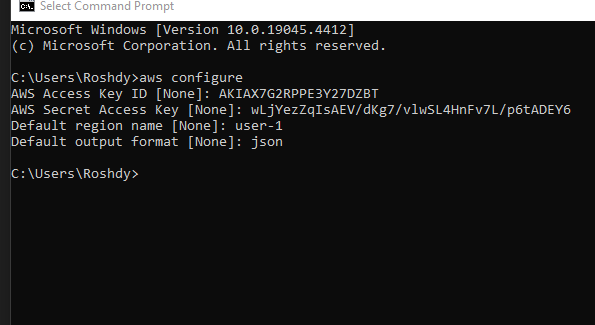 Select Command Prompt
Microsoft Windows [Version 10.0.19045.4412]
(c) Microsoft Corporation. All rights reserved.
C:\Users\Roshdy>aws configure
AWS Access Key ID [None]: AKIAX7G2RPPE3Y27DZBT
AWS Secret Access Key [None]: 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
Default region name [None]: user-1
Default output format [None]: json
C:\Users\Roshdy>